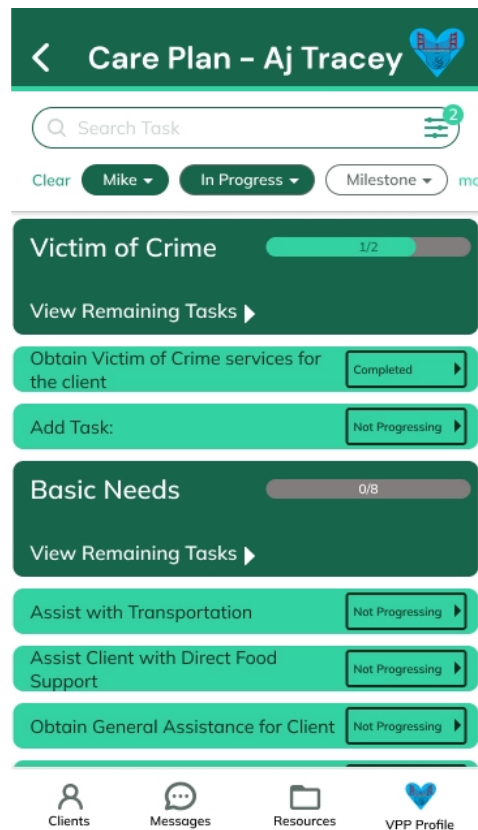 Care Plan - Aj Tracey
Search Task
2
Clear
Mike
In Progress
Milestone
Victim of Crime
1/2
View Remaining Tasks
Obtain Victim of Crime services for
the client
Completed
Add Task:
Not Progressing
Basic Needs
0/8
View Remaining Tasks
Assist with Transportation
Not Progressing
Assist Client with Direct Food
Support
Not Progressing
Obtain General Assistance for Client
Not Progressing
Clients
Messages
Resources
VPP Profile